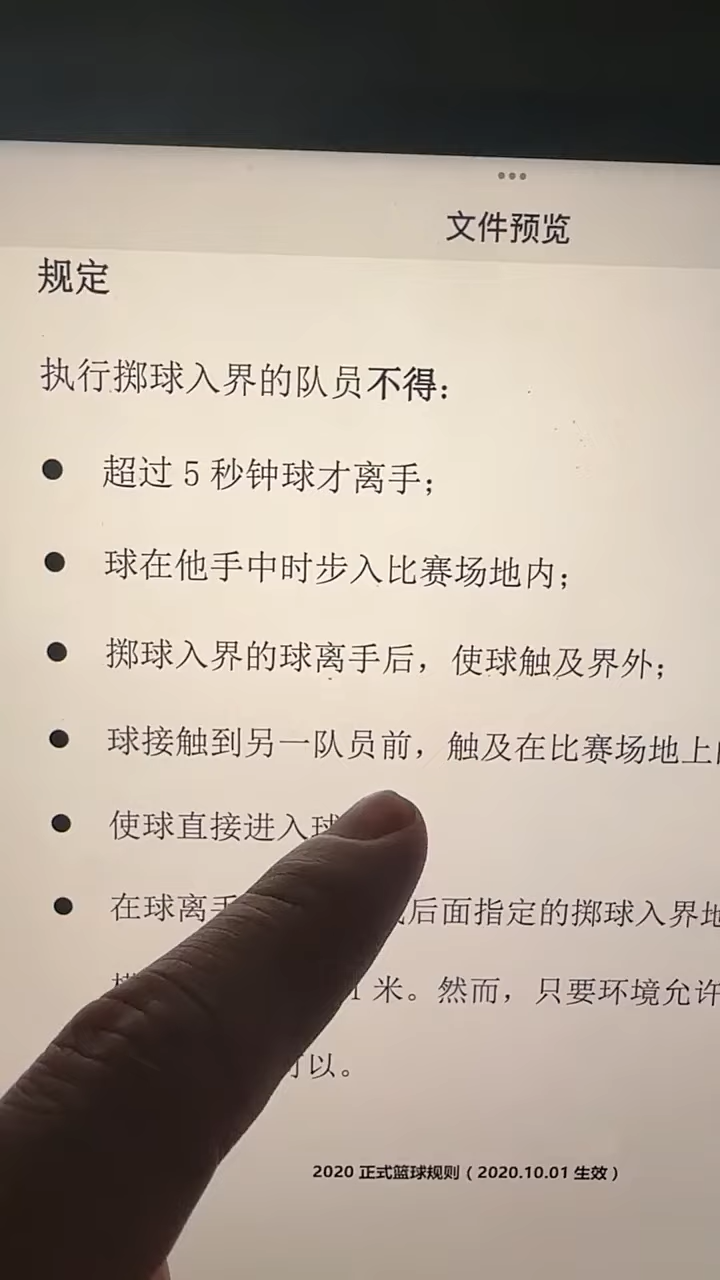 文件预览
规定
执行掷球入界的队员不得：
● 超过 5 秒钟球才离手；
● 球在他手中时步入比赛场地内；
● 掷球入界的球离手后，使球触及界外；
● 球接触到另一队员前，触及在比赛场地上
● 使球直接进入
● 在球离 后面指定的掷球入界
米。然而，只要环境允许
以。
2020 正式篮球规则（2020.10.01 生效）